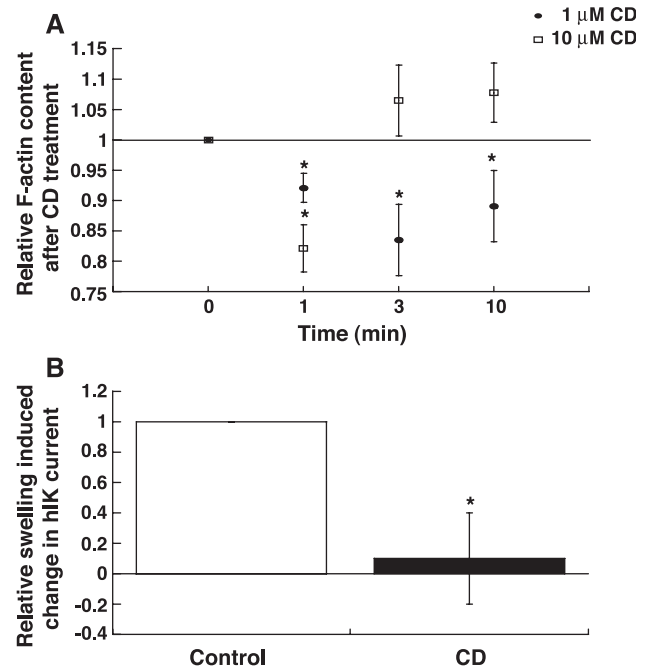 A
1 μM CD
10 μM CD
Relative F-actin content
after CD treatment
1.15
1.1
1.05
1
0.95
0.9
0.85
0.8
0.75
*
*
*
*
0
1
3
10
Time (min)
B
Relative swelling induced
change in hIK current
1.2
1
0.8
0.6
0.4
0.2
0
-0.2
-0.4
*
Control
CD